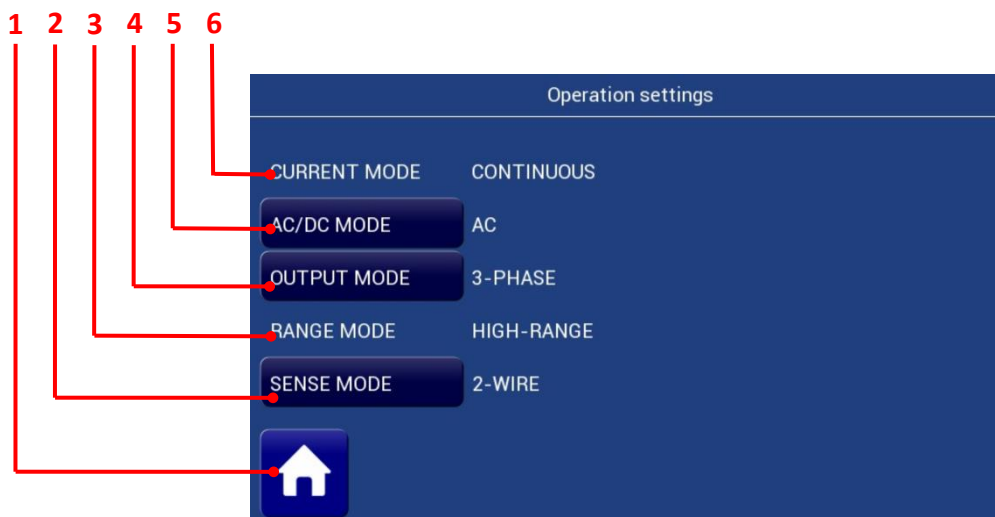 1 2 3 4 5 6
Operation settings
CURRENT MODE CONTINUOUS
AC/DC MODE AC
OUTPUT MODE 3-PHASE
RANGE MODE HIGH-RANGE
SENSE MODE 2-WIRE